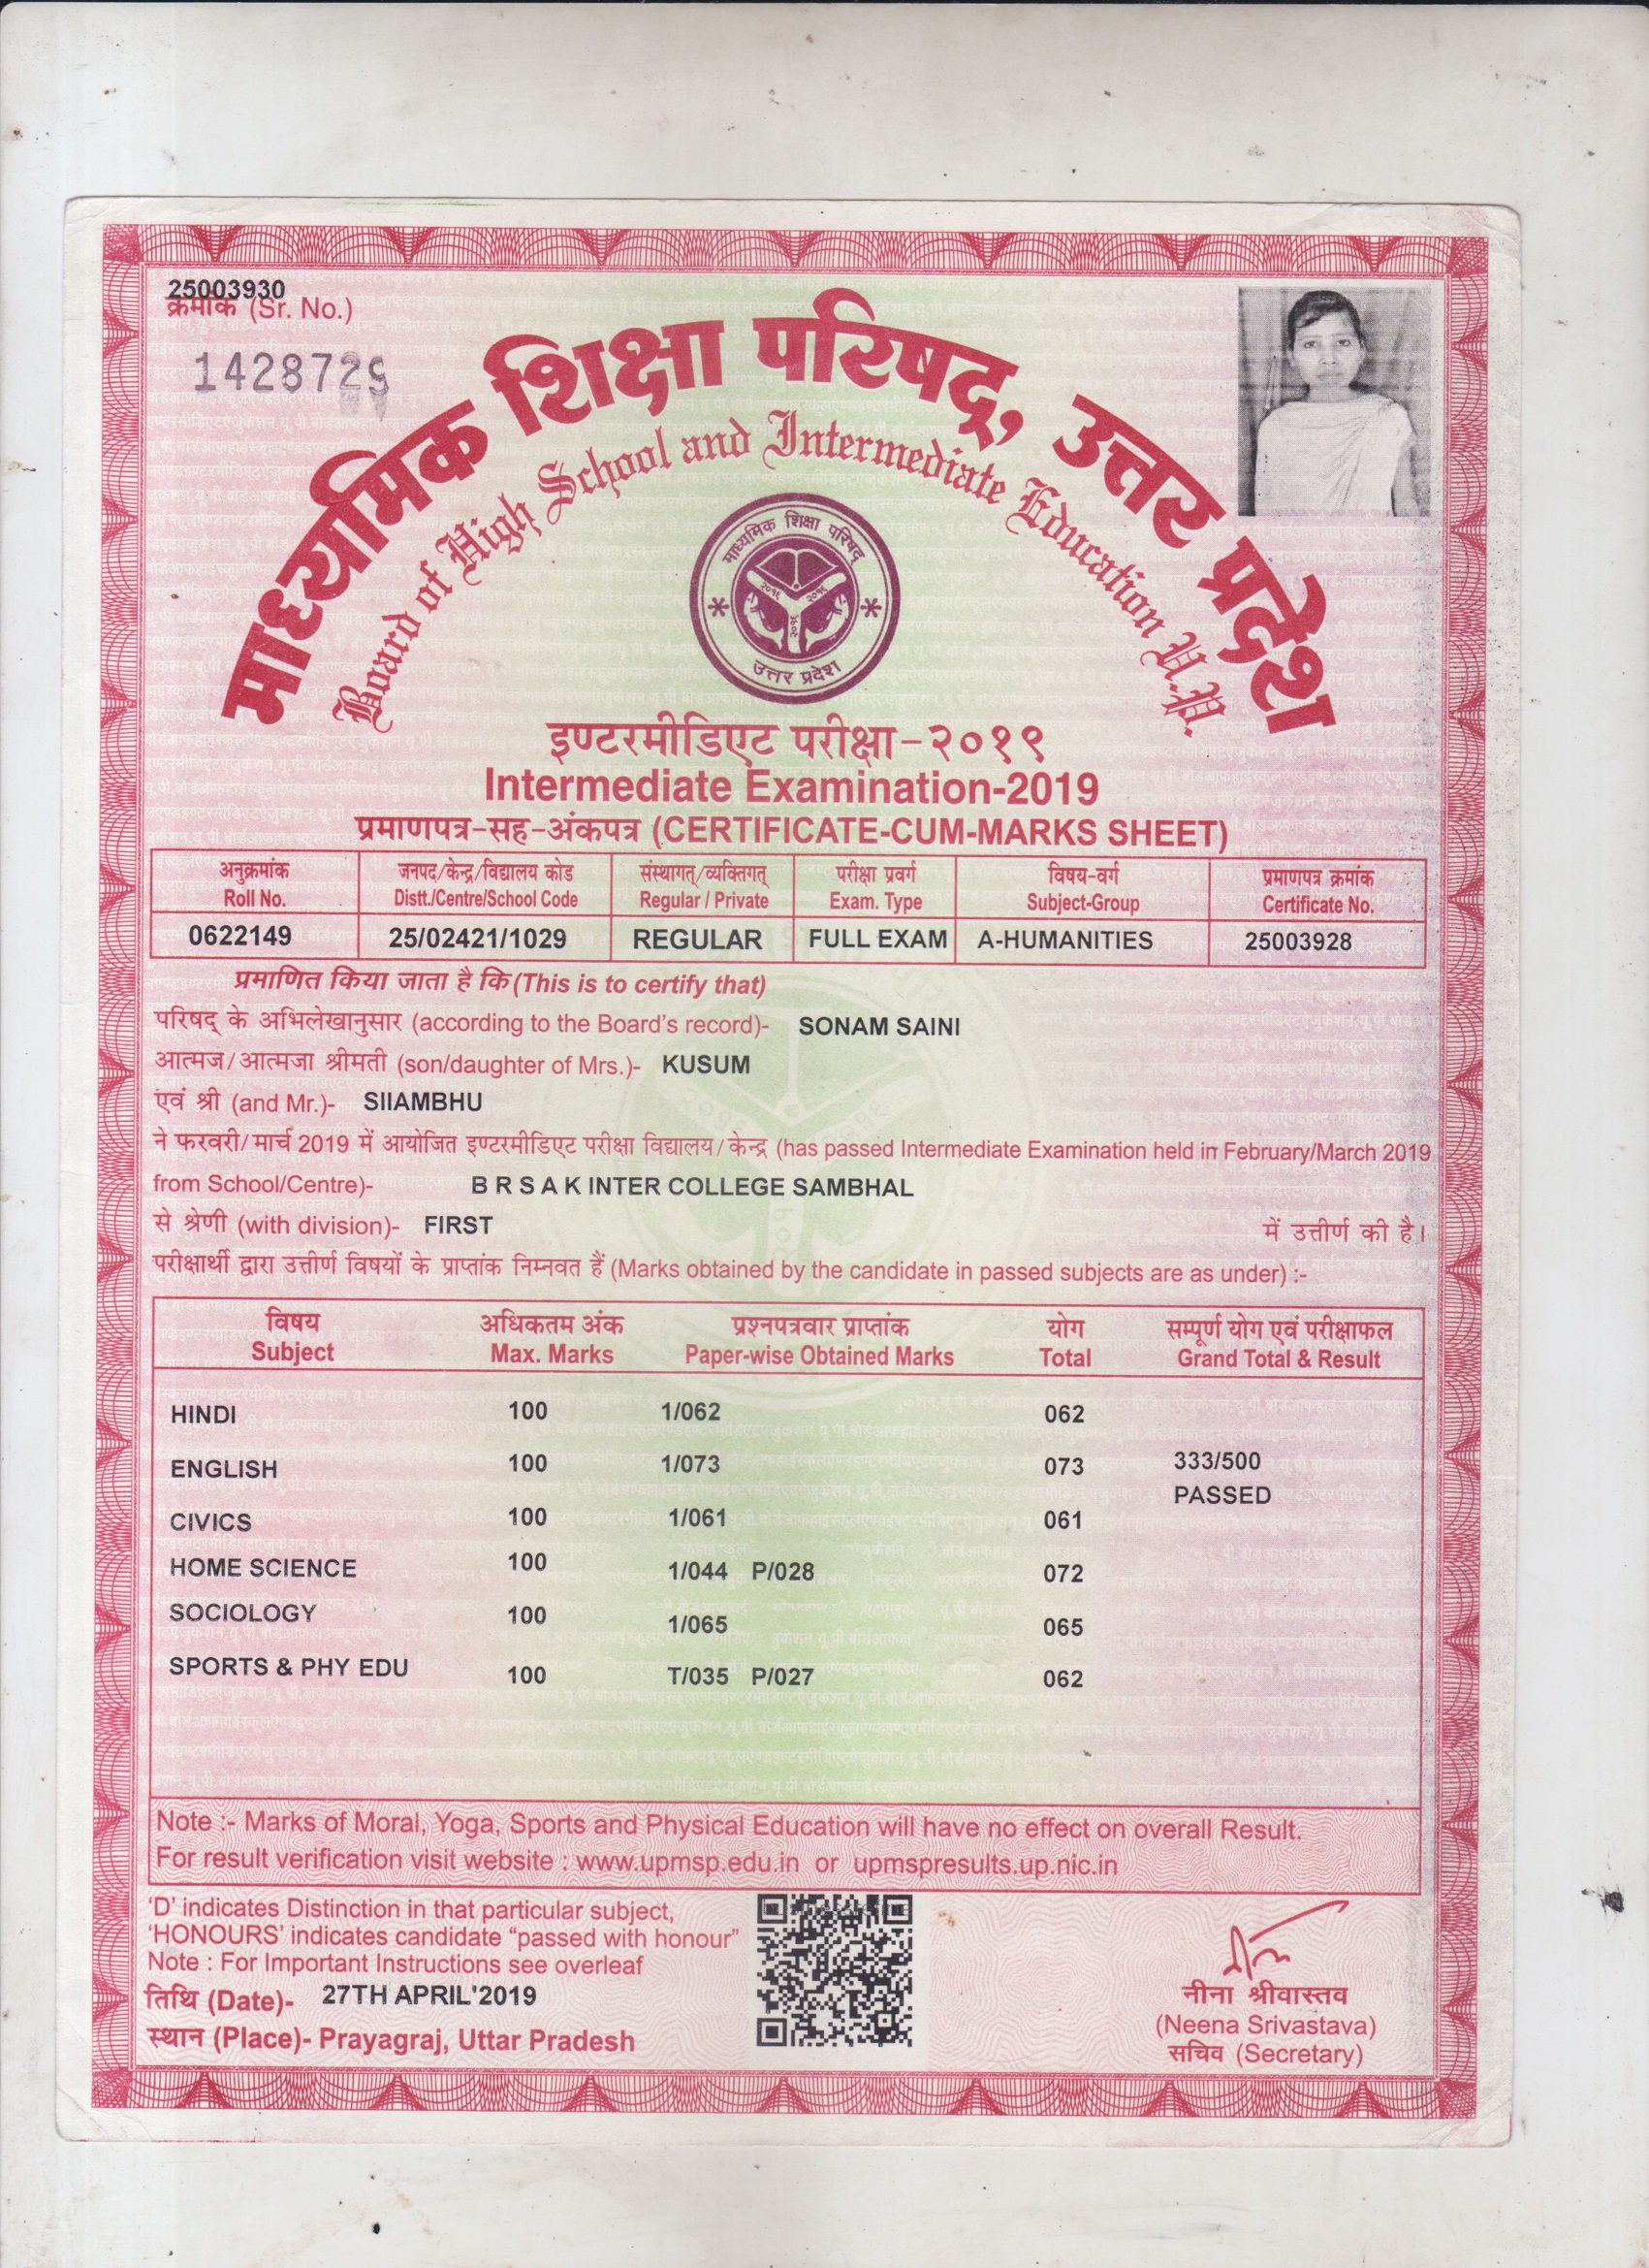 25003930
क्रमांक (Sr. No.)
142872
माध्यमिक शिक्षा परिषद्, उत्तर प्रदेश
Board of High School and Intermediate Education U.P.
माध्यमिक शिक्षा परिषद्
उत्तर प्रदेश
इण्टरमीडिएट परीक्षा-२०१९
Intermediate Examination-2019
प्रमाणपत्र-सह-अंकपत्र (CERTIFICATE-CUM-MARKS SHEET)
अनुक्रमांक जनपद/केन्द्र/विद्यालय कोड संस्थागत्/व्यक्तिगत् परीक्षा प्रवर्ग विषय-वर्ग प्रमाणपत्र क्रमांक
Roll No. Distt./Centre/School Code Regular / Private Exam. Type Subject-Group Certificate No.
0622149 25/02421/1029 REGULAR FULL EXAM A-HUMANITIES 25003928
प्रमाणित किया जाता है कि (This is to certify that)
परिषद् के अभिलेखानुसार (according to the Board's record)- SONAM SAINI
आत्मज/आत्मजा श्रीमती (son/daughter of Mrs.)- KUSUM
एवं श्री (and Mr.)- SIIAMBHU
ने फरवरी/मार्च 2019 में आयोजित इण्टरमीडिएट परीक्षा विद्यालय/केन्द्र (has passed Intermediate Examination held in February/March 2019
from School/Centre)- B R S A K INTER COLLEGE SAMBHAL
से श्रेणी (with division)- FIRST में उत्तीर्ण की है।
परीक्षार्थी द्वारा उत्तीर्ण विषयों के प्राप्तांक निम्नवत हैं (Marks obtained by the candidate in passed subjects are as under) :-
विषय अधिकतम अंक प्रश्नपत्रवार प्राप्तांक योग सम्पूर्ण योग एवं परीक्षाफल
Subject Max. Marks Paper-wise Obtained Marks Total Grand Total & Result
HINDI 100 1/062 062
ENGLISH 100 1/073 073 333/500
PASSED
CIVICS 100 1/061 061
HOME SCIENCE 100 1/044 P/028 072
SOCIOLOGY 100 1/065 065
SPORTS & PHY EDU 100 T/035 P/027 062
Note :- Marks of Moral, Yoga, Sports and Physical Education will have no effect on overall Result.
For result verification visit website : www.upmsp.edu.in or upmspresults.up.nic.in
'D' indicates Distinction in that particular subject,
'HONOURS' indicates candidate "passed with honour"
Note : For Important Instructions see overleaf
तिथि (Date)- 27TH APRIL'2019
स्थान (Place)- Prayagraj, Uttar Pradesh
नीना श्रीवास्तव
(Neena Srivastava)
सचिव (Secretary)